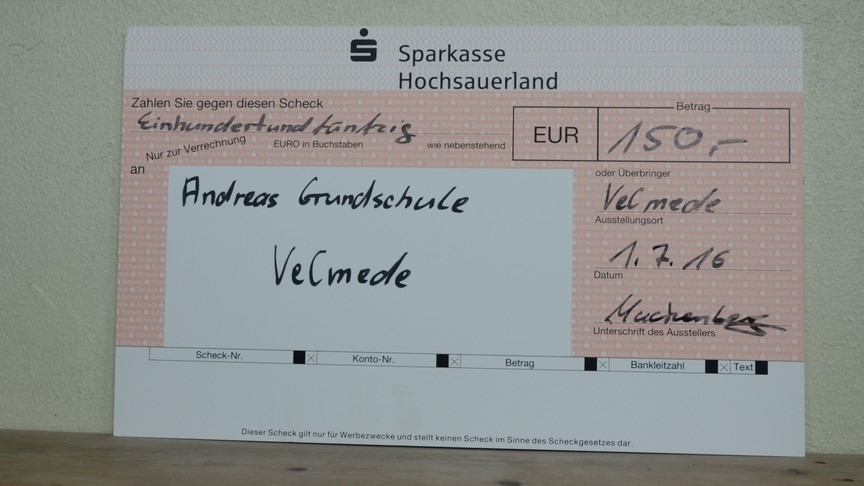 Sparkasse
Hochsauerland
Zahlen Sie gegen diesen Scheck
Betrag
Einhundertundfünfzig
EUR
150,-
Nur zur Verrechnung
EURO in Buchstaben
wie nebenstehend
an
oder Überbringer
Andreas Grundschule
Velmede
Ausstellungsort
Velmede
1.7.16
Datum
Unterschrift des Ausstellers
Scheck-Nr.
Konto-Nr.
Betrag
Bankleitzahl
Text
Dieser Scheck gilt nur für Werbezwecke und stellt keinen Scheck im Sinne des Scheckgesetzes dar.